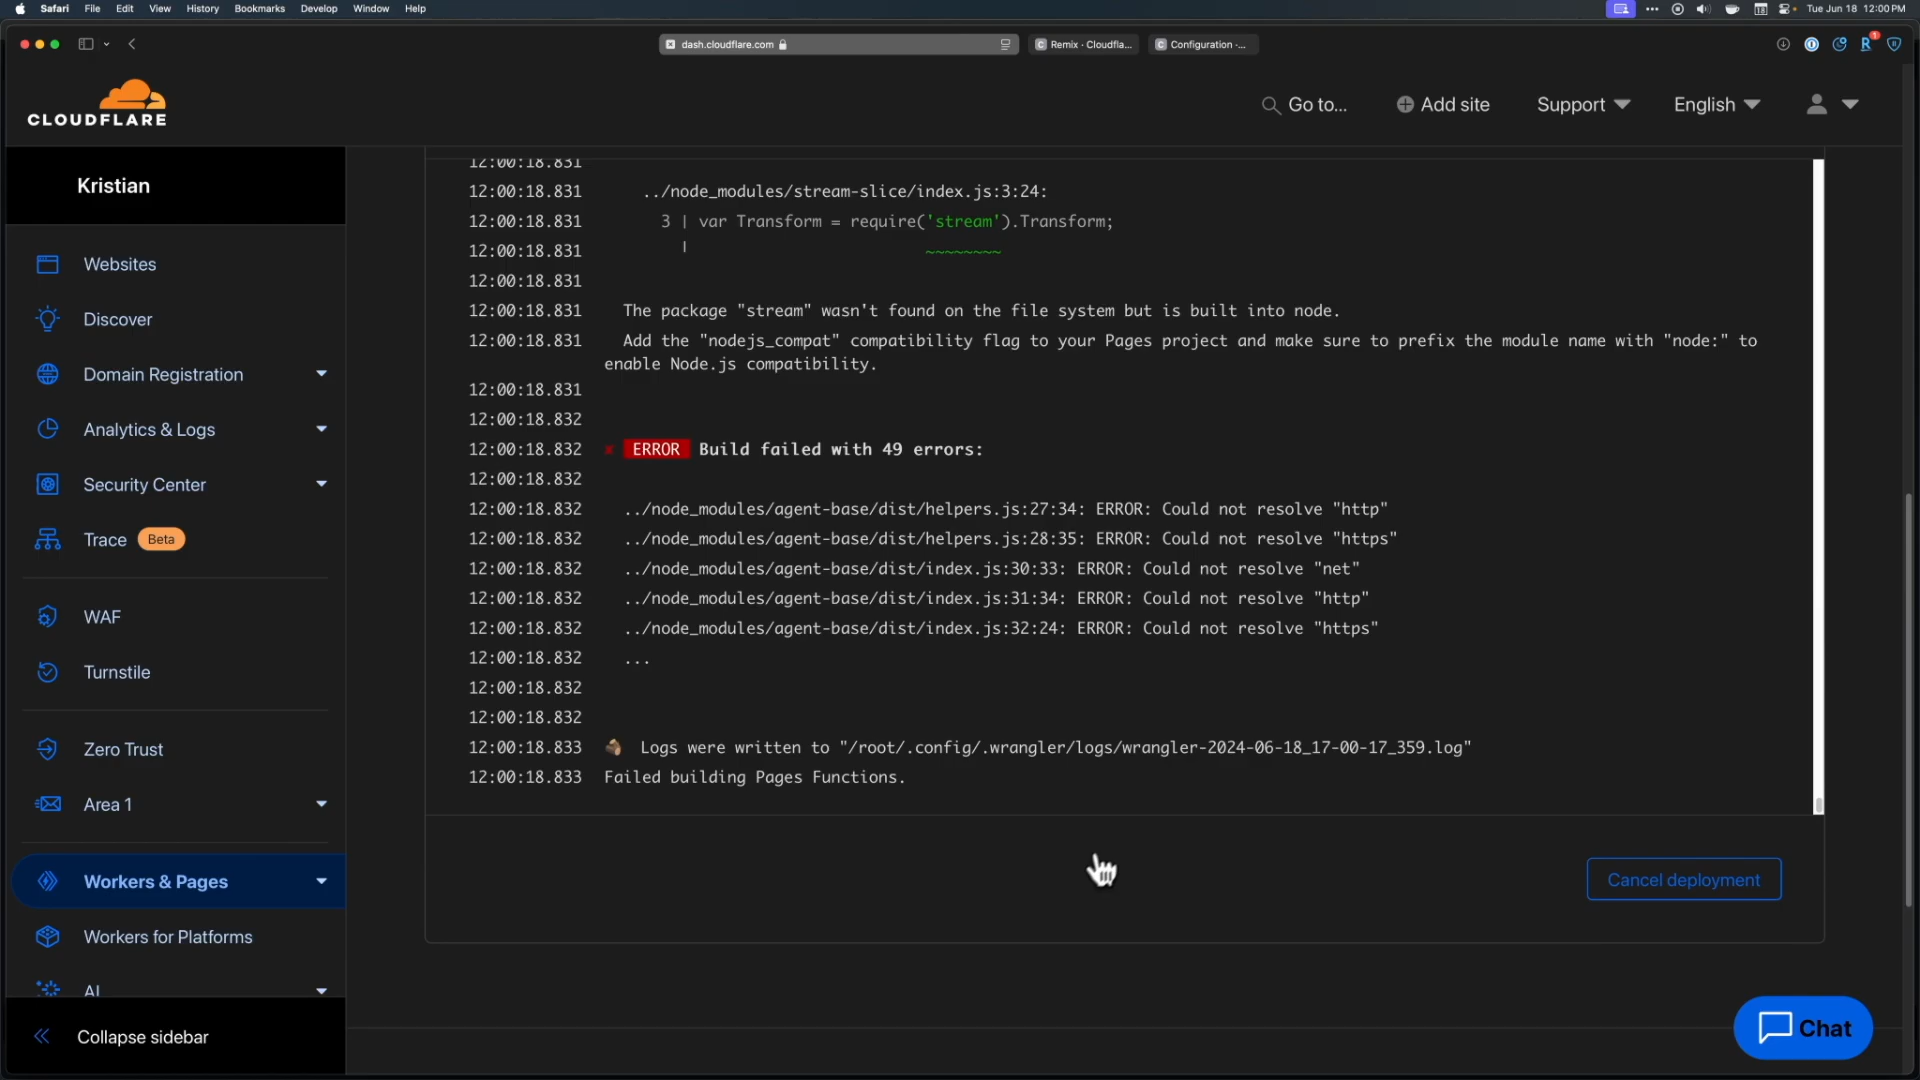 Safari File Edit View History Bookmarks Develop Window Help
18 Tue Jun 18 12:00 PM
dash.cloudflare.com
Remix · Cloudfla...
Configuration ·...
R 1
CLOUDFLARE
Go to...
Add site
Support
English
Kristian
Websites
Discover
Domain Registration
Analytics & Logs
Security Center
Trace Beta
WAF
Turnstile
Zero Trust
Area 1
Workers & Pages
Workers for Platforms
AI
Collapse sidebar
12:00:18.831
12:00:18.831 ../node_modules/stream-slice/index.js:3:24:
12:00:18.831 3 | var Transform = require('stream').Transform;
12:00:18.831 | ~~~~~~~~
12:00:18.831
12:00:18.831 The package "stream" wasn't found on the file system but is built into node.
12:00:18.831 Add the "nodejs_compat" compatibility flag to your Pages project and make sure to prefix the module name with "node:" to
enable Node.js compatibility.
12:00:18.831
12:00:18.832
12:00:18.832 ✘ ERROR Build failed with 49 errors:
12:00:18.832
12:00:18.832 ../node_modules/agent-base/dist/helpers.js:27:34: ERROR: Could not resolve "http"
12:00:18.832 ../node_modules/agent-base/dist/helpers.js:28:35: ERROR: Could not resolve "https"
12:00:18.832 ../node_modules/agent-base/dist/index.js:30:33: ERROR: Could not resolve "net"
12:00:18.832 ../node_modules/agent-base/dist/index.js:31:34: ERROR: Could not resolve "http"
12:00:18.832 ../node_modules/agent-base/dist/index.js:32:24: ERROR: Could not resolve "https"
12:00:18.832 ...
12:00:18.832
12:00:18.832
12:00:18.833 🪵 Logs were written to "/root/.config/.wrangler/logs/wrangler-2024-06-18_17-00-17_359.log"
12:00:18.833 Failed building Pages Functions.
Cancel deployment
Chat